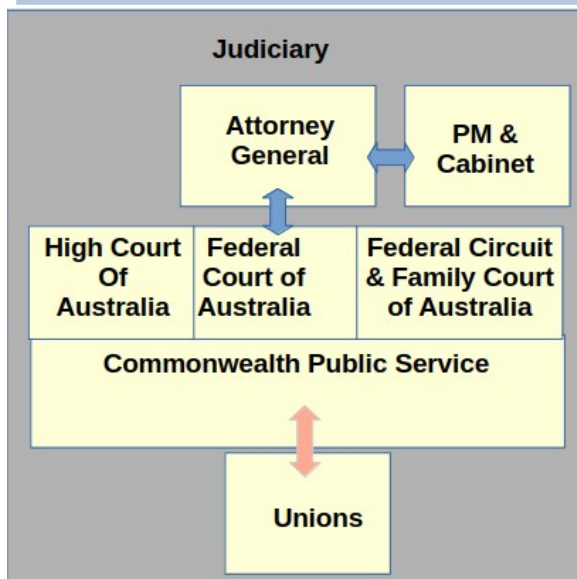 Judiciary
Attorney
General
PM &
Cabinet
High Court
Of
Australia
Federal
Court of
Australia
Federal Circuit
& Family Court
of Australia
Commonwealth Public Service
Unions